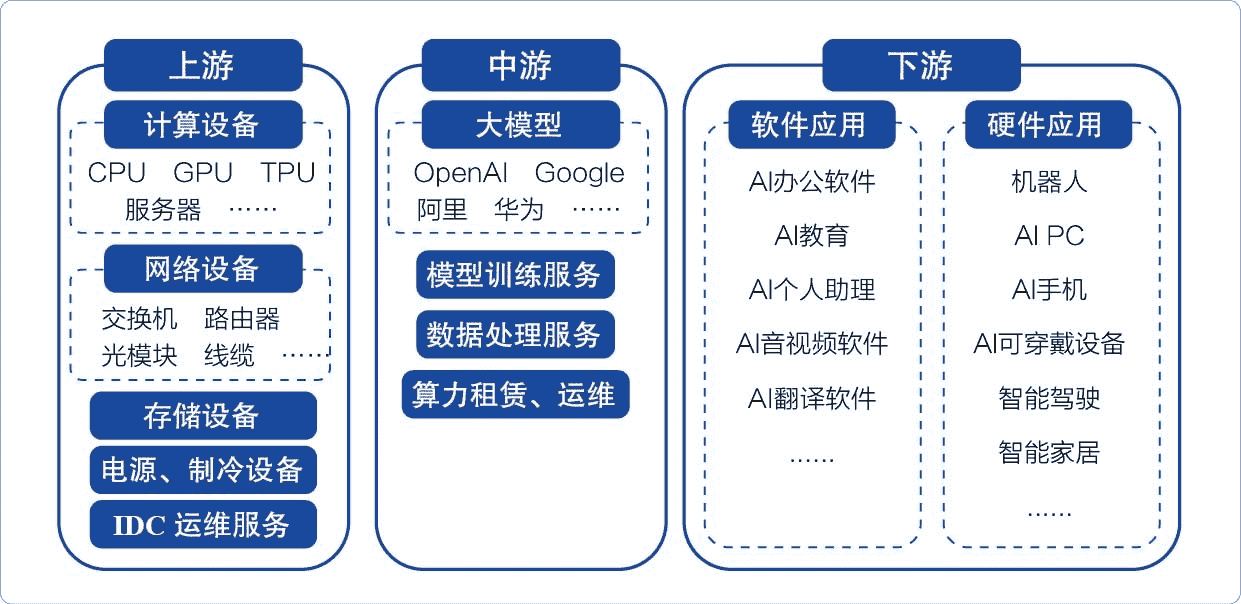 上游
计算设备
CPU GPU TPU
服务器 ……
网络设备
交换机 路由器
光模块 线缆 ……
存储设备
电源、制冷设备
IDC 运维服务
中游
大模型
OpenAI Google
阿里 华为 ……
模型训练服务
数据处理服务
算力租赁、运维
下游
软件应用
AI办公软件
AI教育
AI个人助理
AI音视频软件
AI翻译软件
……
硬件应用
机器人
AI PC
AI手机
AI可穿戴设备
智能驾驶
智能家居
……